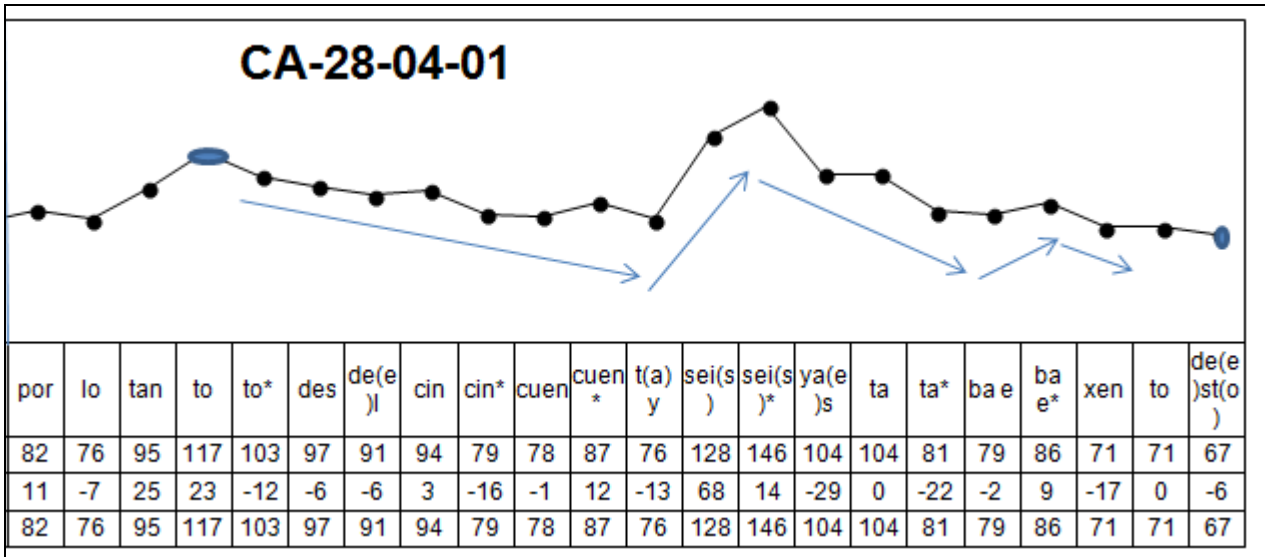 CA-28-04-01
por lo tan to to* des de(e)l cin cin* cuen cuen* t(a)y sei(s) sei(s)* ya(e)s ta ta* ba e ba e* xen to de(e)st(o)
82 76 95 117 103 97 91 94 79 78 87 76 128 146 104 104 81 79 86 71 71 67
11 -7 25 23 -12 -6 -6 3 -16 -1 12 -13 68 14 -29 0 -22 -2 9 -17 0 -6
82 76 95 117 103 97 91 94 79 78 87 76 128 146 104 104 81 79 86 71 71 67